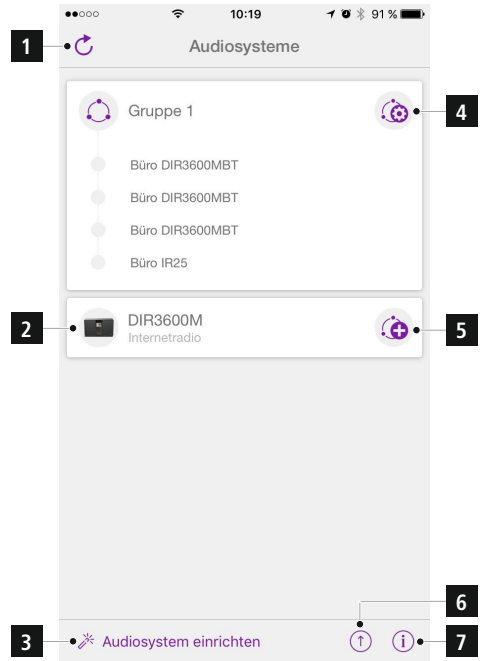 10:19
91 %
1
Audiosysteme
Gruppe 1
4
Büro DIR3600MBT
Büro DIR3600MBT
Büro DIR3600MBT
Büro IR25
2
DIR3600M
Internetradio
5
6
3
Audiosystem einrichten
7